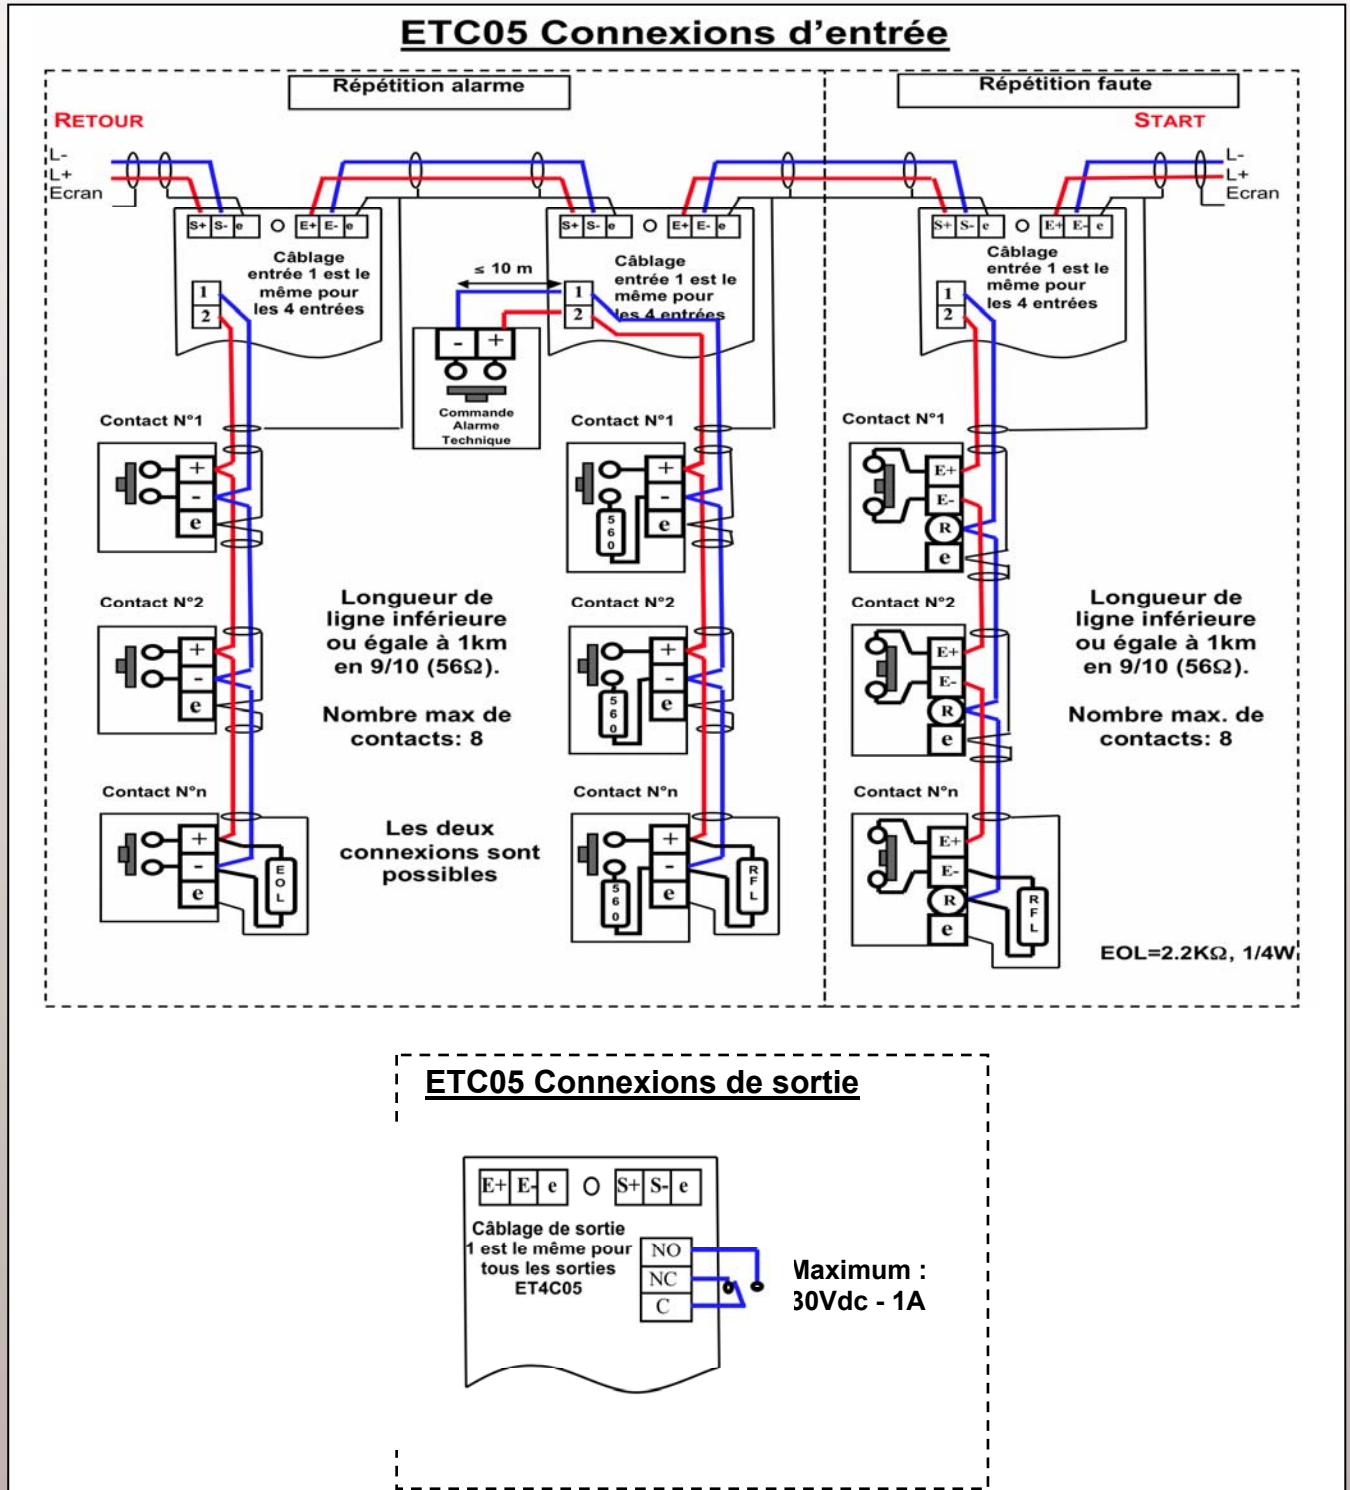 ETC05 Connexions d'entrée
Répétition alarme
Répétition faute
RETOUR
START
L-
L+
Ecran
L-
L+
Ecran
S+ S- e
E+ E- e
S+ S- e
E+ E- e
S+ S- e
E+ E- e
Câblage
entrée 1 est le
même pour
les 4 entrées
1
2
≤ 10 m
Câblage
entrée 1 est le
même pour
les 4 entrées
1
2
Câblage
entrée 1 est le
même pour
les 4 entrées
1
2
- +
Commande
Alarme
Technique
Contact N°1
+
-
e
Contact N°1
560
+
-
e
Contact N°1
E+
E-
R
e
Contact N°2
+
-
e
Longueur de
ligne inférieure
ou égale à 1km
en 9/10 (56Ω).
Nombre max de
contacts: 8
Contact N°2
560
+
-
e
Contact N°2
E+
E-
R
e
Longueur de
ligne inférieure
ou égale à 1km
en 9/10 (56Ω).
Nombre max. de
contacts: 8
Contact N°n
+
-
e
EOL
Les deux
connexions sont
possibles
Contact N°n
560
+
-
e
RFL
Contact N°n
E+
E-
R
e
RFL
EOL=2.2KΩ, 1/4W
ETC05 Connexions de sortie
E+ E- e
S+ S- e
Câblage de sortie
1 est le même pour
tous les sorties
ET4C05
NO
NC
C
Maximum :
30Vdc - 1A